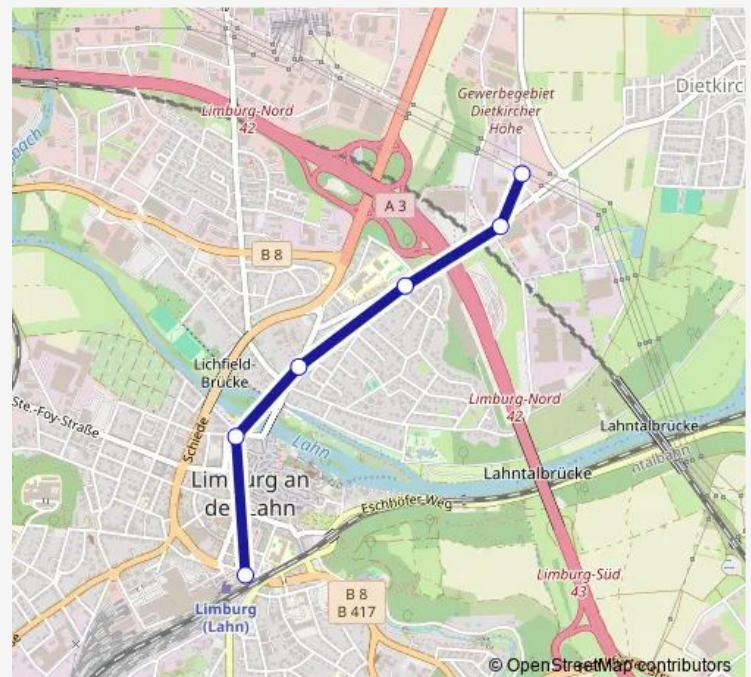 Gewerbegebiet
Dietkircher
Höhe
Limburg-Nord
42
A 3
B 8
Lichfield-
Brücke
Ste.-Foy-Straße
Schiede
Lahn
Limburg-Nord
42
Lahntalbrücke
Lahntalbrücke
Limburg an
der Lahn
Eschhöfer Weg
Limburg-Süd
43
B 8
B 417
Limburg
(Lahn)
© OpenStreetMap contributors